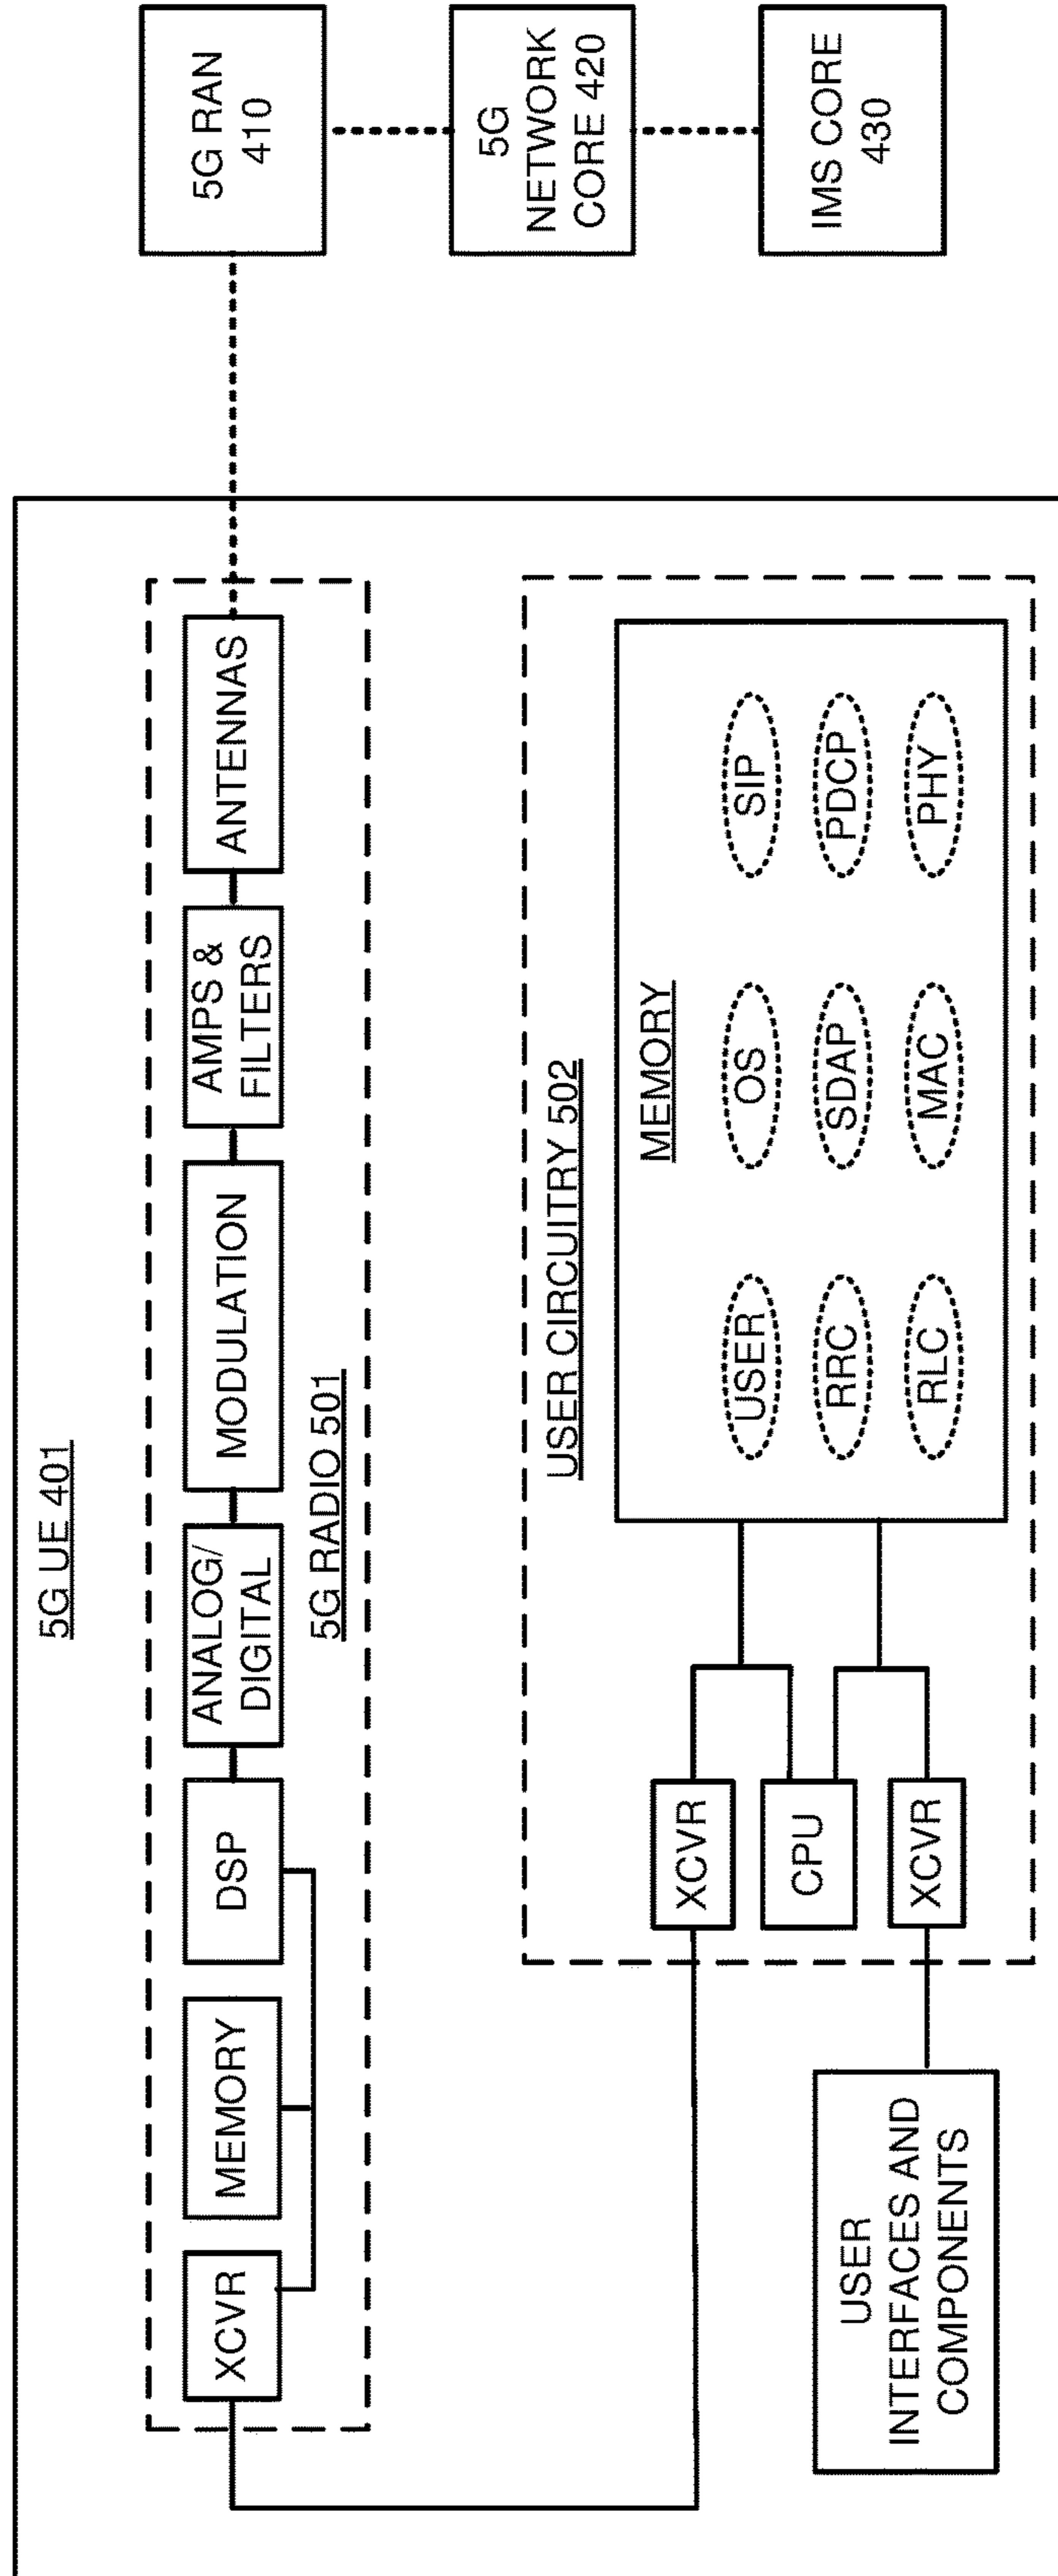 5G UE 401
XCVR
MEMORY
DSP
ANALOG/
DIGITAL
MODULATION
AMPS &
FILTERS
ANTENNAS
5G RADIO 501
5G RAN
410
5G
NETWORK
CORE 420
IMS CORE
430
USER CIRCUITRY 502
XCVR
CPU
XCVR
MEMORY
USER
OS
SIP
RRC
SDAP
PDCP
RLC
MAC
PHY
USER
INTERFACES AND
COMPONENTS